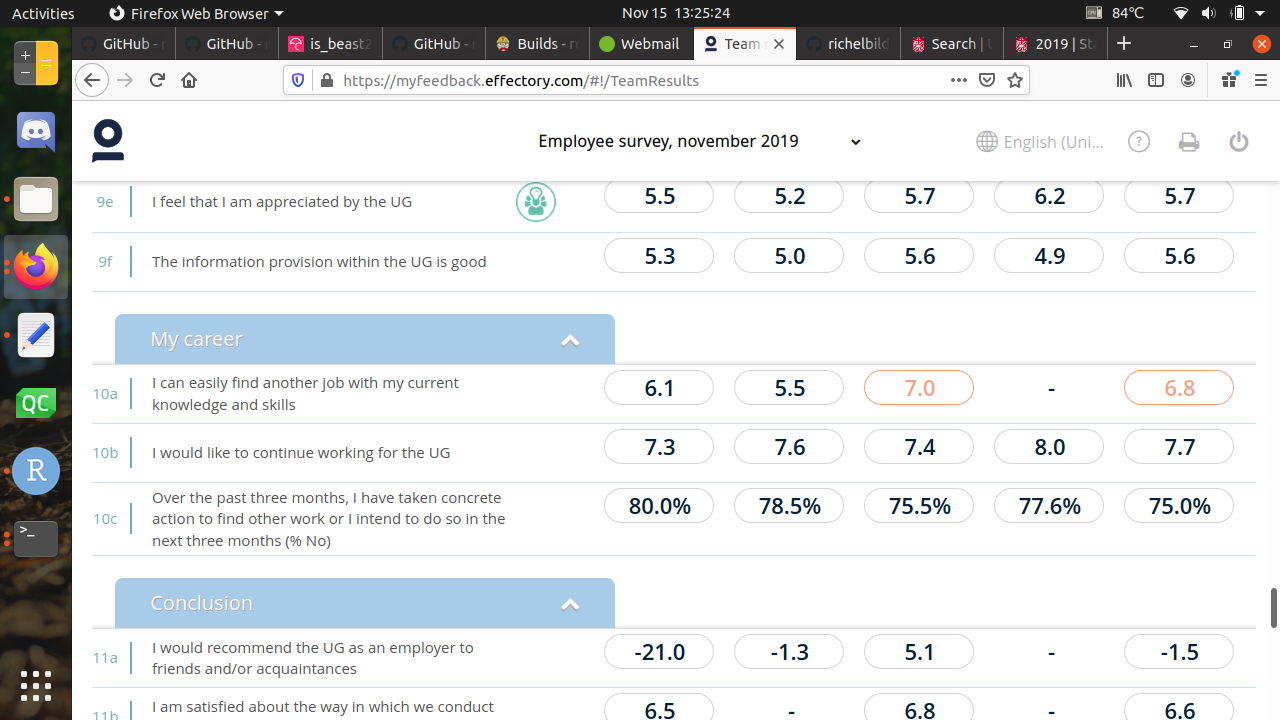 Activities Firefox Web Browser Nov 15 13:25:24 84℃
GitHub - GitHub - is_beast2 GitHub - Builds - r Webmail Team richelbild Search | 2019 | Sta
https://myfeedback.effectory.com/#!/TeamResults
Employee survey, november 2019 English (Uni... ?
9e I feel that I am appreciated by the UG 5.5 5.2 5.7 6.2 5.7
9f The information provision within the UG is good 5.3 5.0 5.6 4.9 5.6
My career
10a I can easily find another job with my current 6.1 5.5 7.0 - 6.8
knowledge and skills
10b I would like to continue working for the UG 7.3 7.6 7.4 8.0 7.7
Over the past three months, I have taken concrete
10c action to find other work or I intend to do so in the 80.0% 78.5% 75.5% 77.6% 75.0%
next three months (% No)
Conclusion
11a I would recommend the UG as an employer to -21.0 -1.3 5.1 - -1.5
friends and/or acquaintances
11b I am satisfied about the way in which we conduct 6.5 - 6.8 - 6.6
QC
R
>_